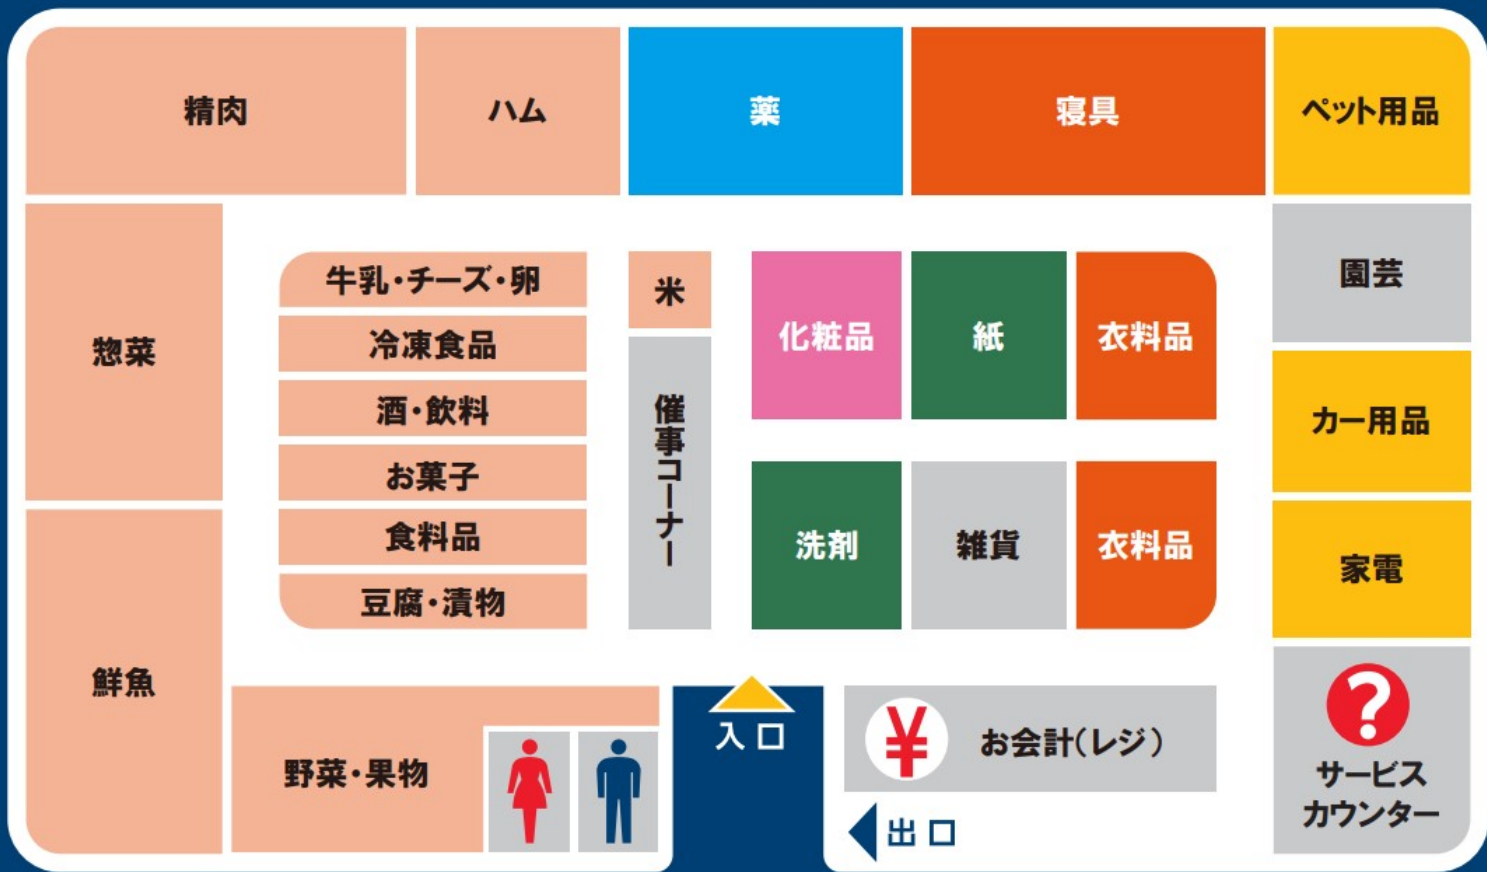 精肉
ハム
薬
寝具
ペット用品
惣菜
牛乳・チーズ・卵
冷凍食品
酒・飲料
お菓子
食料品
豆腐・漬物
米
催事コーナー
化粧品
紙
衣料品
洗剤
雑貨
衣料品
園芸
カー用品
家電
鮮魚
野菜・果物
入口
¥
お会計（レジ）
出口
?
サービス
カウンター